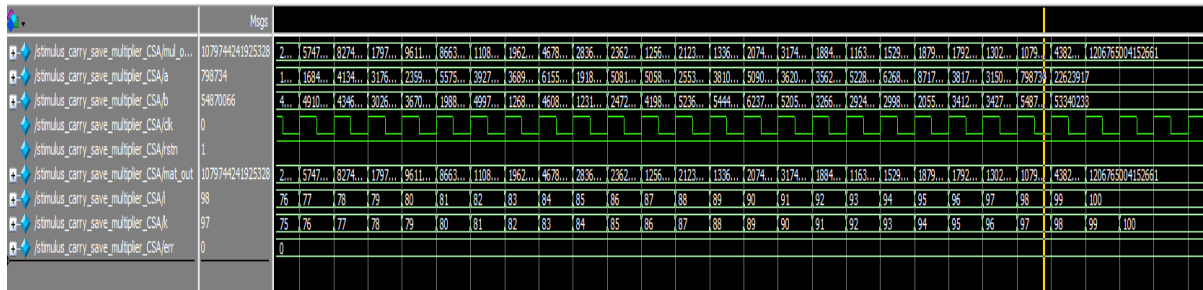 Msgs
/stimulus_carry_save_multiplier_CSA/mul_o... 1079744241925328 2... 5747... 8274... 1797... 9611... 8663... 1108... 1962... 4678... 2836... 2362... 1256... 2123... 1336... 2074... 3174... 1884... 1163... 1529... 1879... 1792... 1302... 1079... 4382... 1206765004152661
/stimulus_carry_save_multiplier_CSA/a 798734 1... 1684... 4134... 3176... 2359... 5575... 3927... 3689... 6155... 1918... 5081... 5058... 2553... 3810... 5090... 3620... 3562... 5228... 6268... 8717... 3817... 3150... 798734 22623917
/stimulus_carry_save_multiplier_CSA/b 54870066 4... 4910... 4346... 3026... 3670... 1988... 4997... 1268... 4608... 1231... 2472... 4198... 5236... 5444... 6237... 5205... 3266... 2924... 2998... 2055... 3412... 3427... 5487... 53340233
/stimulus_carry_save_multiplier_CSA/clk 0
/stimulus_carry_save_multiplier_CSA/rstn 1
/stimulus_carry_save_multiplier_CSA/mat_out 1079744241925328 2... 5747... 8274... 1797... 9611... 8663... 1108... 1962... 4678... 2836... 2362... 1256... 2123... 1336... 2074... 3174... 1884... 1163... 1529... 1879... 1792... 1302... 1079... 4382... 1206765004152661
/stimulus_carry_save_multiplier_CSA/i 98 76 77 78 79 80 81 82 83 84 85 86 87 88 89 90 91 92 93 94 95 96 97 98 99 100
/stimulus_carry_save_multiplier_CSA/k 97 75 76 77 78 79 80 81 82 83 84 85 86 87 88 89 90 91 92 93 94 95 96 97 98 99 100
/stimulus_carry_save_multiplier_CSA/err 0 0